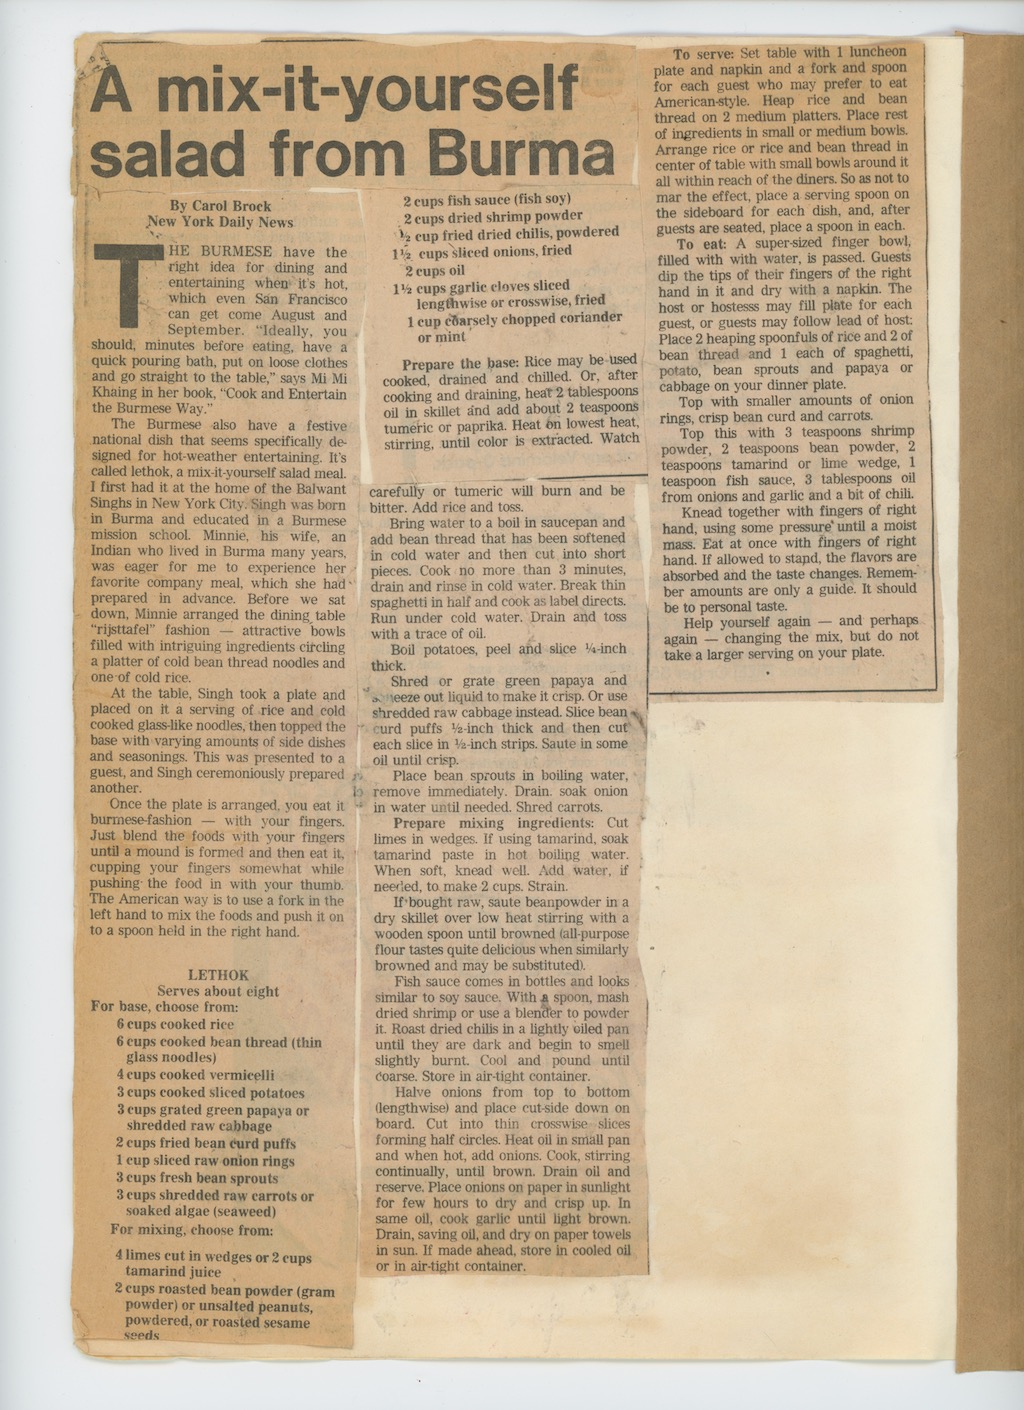 A mix-it-yourself
salad from Burma
By Carol Brock
New York Daily News
THE BURMESE have the
right idea for dining and
entertaining when it's hot,
which even San Francisco
can get come August and
September. "Ideally, you
should, minutes before eating, have a
quick pouring bath, put on loose clothes
and go straight to the table," says Mi Mi
Khaing in her book, "Cook and Entertain
the Burmese Way."
The Burmese also have a festive
national dish that seems specifically de-
signed for hot-weather entertaining. It's
called lethok, a mix-it-yourself salad meal.
I first had it at the home of the Balwant
Singhs in New York City. Singh was born
in Burma and educated in a Burmese
mission school. Minnie, his wife, an
Indian who lived in Burma many years,
was eager for me to experience her
favorite company meal, which she had
prepared in advance. Before we sat
down, Minnie arranged the dining table
"rijsttafel" fashion — attractive bowls
filled with intriguing ingredients circling
a platter of cold bean thread noodles and
one of cold rice.
At the table, Singh took a plate and
placed on it a serving of rice and cold
cooked glass-like noodles, then topped the
base with varying amounts of side dishes
and seasonings. This was presented to a
guest, and Singh ceremoniously prepared
another.
Once the plate is arranged, you eat it
burmese-fashion — with your fingers.
Just blend the foods with your fingers
until a mound is formed and then eat it,
cupping your fingers somewhat while
pushing the food in with your thumb.
The American way is to use a fork in the
left hand to mix the foods and push it on
to a spoon held in the right hand.
LETHOK
Serves about eight
For base, choose from:
6 cups cooked rice
6 cups cooked bean thread (thin
glass noodles)
4 cups cooked vermicelli
3 cups cooked sliced potatoes
3 cups grated green papaya or
shredded raw cabbage
2 cups fried bean curd puffs
1 cup sliced raw onion rings
3 cups fresh bean sprouts
3 cups shredded raw carrots or
soaked algae (seaweed)
For mixing, choose from:
4 limes cut in wedges or 2 cups
tamarind juice
2 cups roasted bean powder (gram
powder) or unsalted peanuts,
powdered, or roasted sesame
seeds
2 cups fish sauce (fish soy)
2 cups dried shrimp powder
½ cup fried dried chilis, powdered
1½ cups sliced onions, fried
2 cups oil
1½ cups garlic cloves sliced
lengthwise or crosswise, fried
1 cup coarsely chopped coriander
or mint
Prepare the base: Rice may be used
cooked, drained and chilled. Or, after
cooking and draining, heat 2 tablespoons
oil in skillet and add about 2 teaspoons
tumeric or paprika. Heat on lowest heat,
stirring, until color is extracted. Watch
carefully or tumeric will burn and be
bitter. Add rice and toss.
Bring water to a boil in saucepan and
add bean thread that has been softened
in cold water and then cut into short
pieces. Cook no more than 3 minutes,
drain and rinse in cold water. Break thin
spaghetti in half and cook as label directs.
Run under cold water. Drain and toss
with a trace of oil.
Boil potatoes, peel and slice ¼-inch
thick.
Shred or grate green papaya and
squeeze out liquid to make it crisp. Or use
shredded raw cabbage instead. Slice bean
curd puffs ½-inch thick and then cut
each slice in ½-inch strips. Saute in some
oil until crisp.
Place bean sprouts in boiling water,
remove immediately. Drain. soak onion
in water until needed. Shred carrots.
Prepare mixing ingredients: Cut
limes in wedges. If using tamarind, soak
tamarind paste in hot boiling water.
When soft, knead well. Add water, if
needed, to make 2 cups. Strain.
If bought raw, saute beanpowder in a
dry skillet over low heat stirring with a
wooden spoon until browned (all-purpose
flour tastes quite delicious when similarly
browned and may be substituted).
Fish sauce comes in bottles and looks
similar to soy sauce. With a spoon, mash
dried shrimp or use a blender to powder
it. Roast dried chilis in a lightly oiled pan
until they are dark and begin to smell
slightly burnt. Cool and pound until
coarse. Store in air-tight container.
Halve onions from top to bottom
(lengthwise) and place cut-side down on
board. Cut into thin crosswise slices
forming half circles. Heat oil in small pan
and when hot, add onions. Cook, stirring
continually, until brown. Drain oil and
reserve. Place onions on paper in sunlight
for few hours to dry and crisp up. In
same oil, cook garlic until light brown.
Drain, saving oil, and dry on paper towels
in sun. If made ahead, store in cooled oil
or in air-tight container.
To serve: Set table with 1 luncheon
plate and napkin and a fork and spoon
for each guest who may prefer to eat
American-style. Heap rice and bean
thread on 2 medium platters. Place rest
of ingredients in small or medium bowls.
Arrange rice or rice and bean thread in
center of table with small bowls around it
all within reach of the diners. So as not to
mar the effect, place a serving spoon on
the sideboard for each dish, and, after
guests are seated, place a spoon in each.
To eat: A super-sized finger bowl,
filled with with water, is passed. Guests
dip the tips of their fingers of the right
hand in it and dry with a napkin. The
host or hostesss may fill plate for each
guest, or guests may follow lead of host:
Place 2 heaping spoonfuls of rice and 2 of
bean thread and 1 each of spaghetti,
potato, bean sprouts and papaya or
cabbage on your dinner plate.
Top with smaller amounts of onion
rings, crisp bean curd and carrots.
Top this with 3 teaspoons shrimp
powder, 2 teaspoons bean powder, 2
teaspoons tamarind or lime wedge, 1
teaspoon fish sauce, 3 tablespoons oil
from onions and garlic and a bit of chili.
Knead together with fingers of right
hand, using some pressure until a moist
mass. Eat at once with fingers of right
hand. If allowed to stand, the flavors are
absorbed and the taste changes. Remem-
ber amounts are only a guide. It should
be to personal taste.
Help yourself again — and perhaps
again — changing the mix, but do not
take a larger serving on your plate.